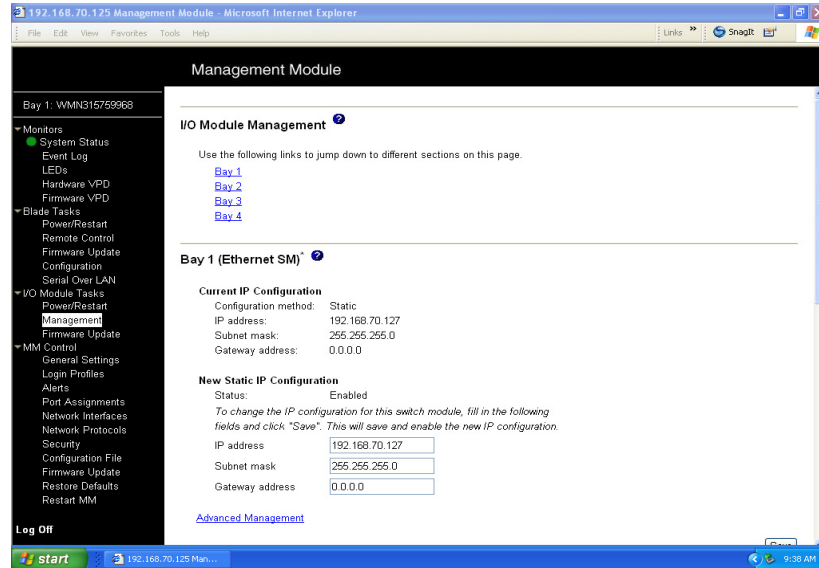 192.168.70.125 Management Module - Microsoft Internet Explorer
File Edit View Favorites Tools Help Links » SnagIt
Management Module
Bay 1: WMN315759968
Monitors
System Status
Event Log
LEDs
Hardware VPD
Firmware VPD
Blade Tasks
Power/Restart
Remote Control
Firmware Update
Configuration
Serial Over LAN
I/O Module Tasks
Power/Restart
Management
Firmware Update
MM Control
General Settings
Login Profiles
Alerts
Port Assignments
Network Interfaces
Network Protocols
Security
Configuration File
Firmware Update
Restore Defaults
Restart MM
Log Off
I/O Module Management ?
Use the following links to jump down to different sections on this page.
Bay 1
Bay 2
Bay 3
Bay 4
Bay 1 (Ethernet SM)* ?
Current IP Configuration
Configuration method: Static
IP address: 192.168.70.127
Subnet mask: 255.255.255.0
Gateway address: 0.0.0.0
New Static IP Configuration
Status: Enabled
To change the IP configuration for this switch module, fill in the following
fields and click "Save". This will save and enable the new IP configuration.
IP address 192.168.70.127
Subnet mask 255.255.255.0
Gateway address 0.0.0.0
Advanced Management
start 192.168.70.125 Man... 9:38 AM